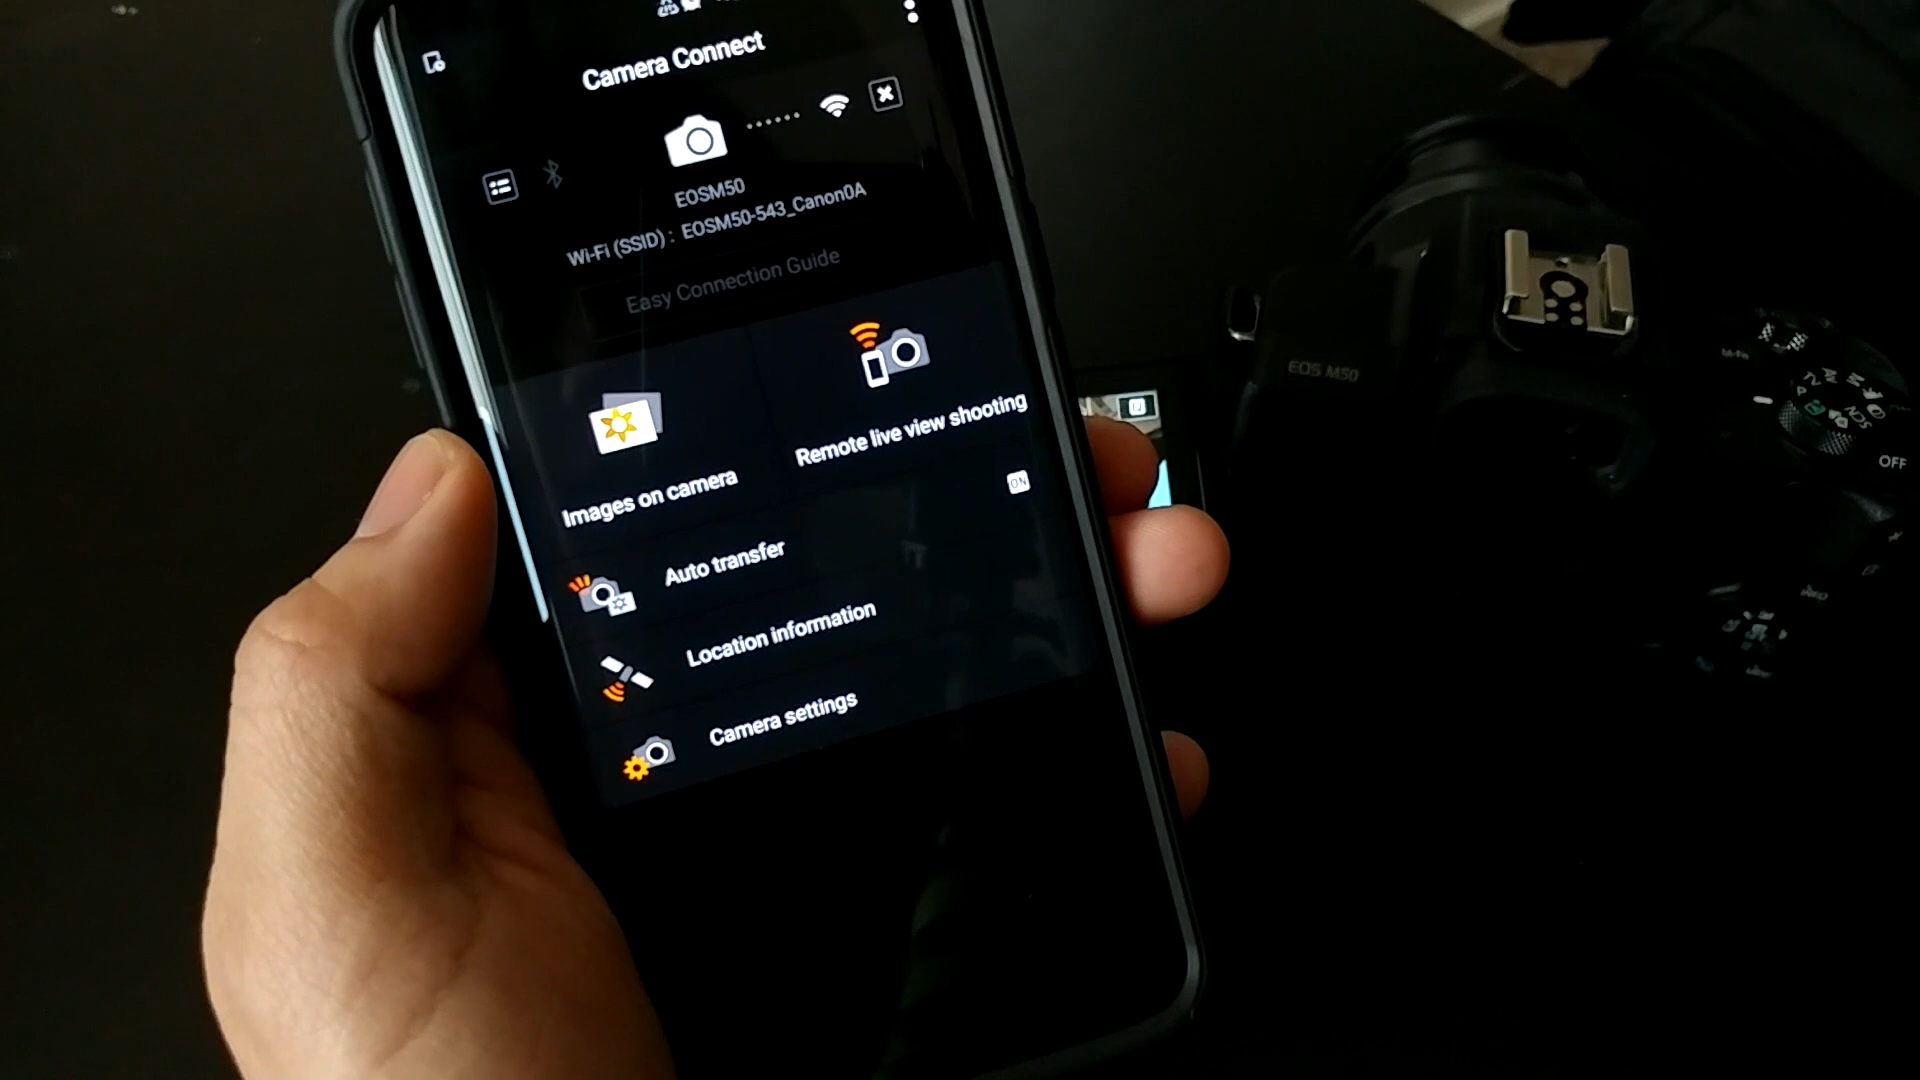 Camera Connect
EOSM50
Wi-Fi (SSID) : EOSM50-543_Canon0A
Easy Connection Guide
Images on camera
Remote live view shooting
Auto transfer
ON
Location information
Camera settings
EOS M50
OFF